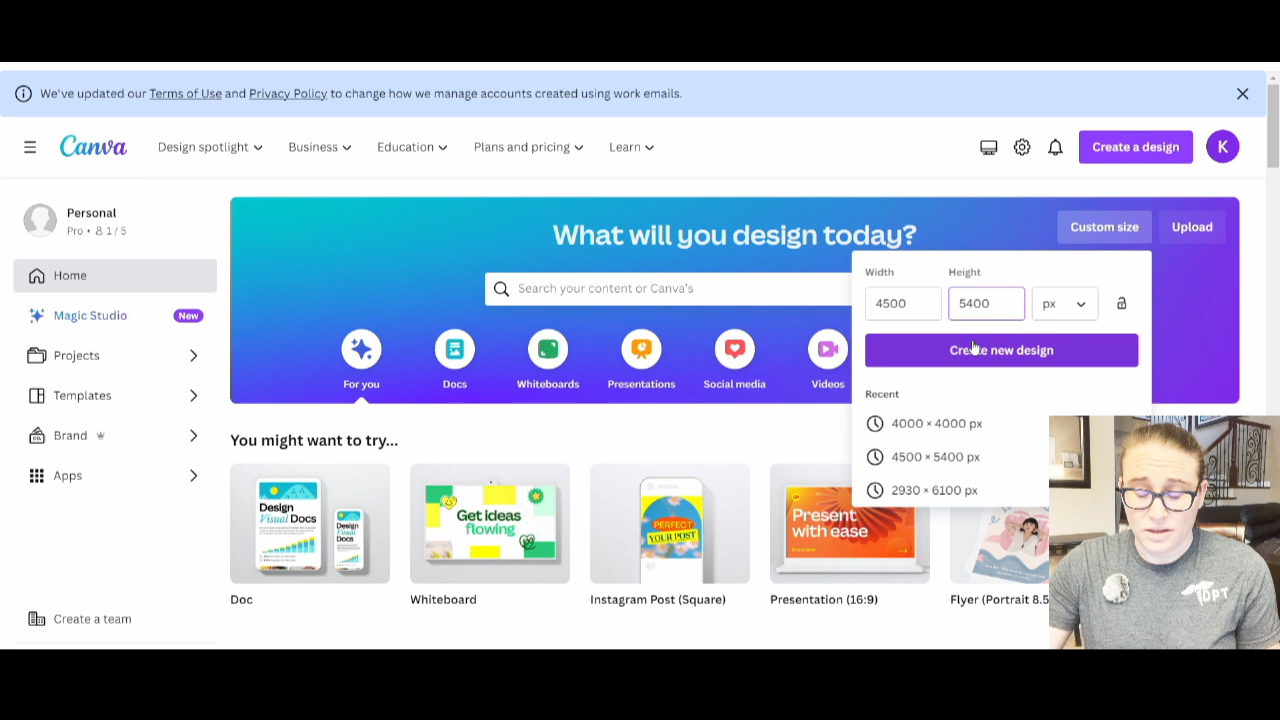 We've updated our Terms of Use and Privacy Policy to change how we manage accounts created using work emails.
Canva
Design spotlight
Business
Education
Plans and pricing
Learn
Create a design
K
Personal
Pro • 1 / 5
Home
Magic Studio
New
Projects
Templates
Brand
Apps
Create a team
What will you design today?
Custom size
Upload
Search your content or Canva's
Width
Height
4500
5400
px
Create new design
Recent
4000 × 4000 px
4500 × 5400 px
2930 × 6100 px
For you
Docs
Whiteboards
Presentations
Social media
Videos
You might want to try...
Design
Visual Docs
Design
Visual Docs
Get ideas
flowing
PERFECT
YOUR POST
Present
with ease
Doc
Whiteboard
Instagram Post (Square)
Presentation (16:9)
Flyer (Portrait 8.5
DPT